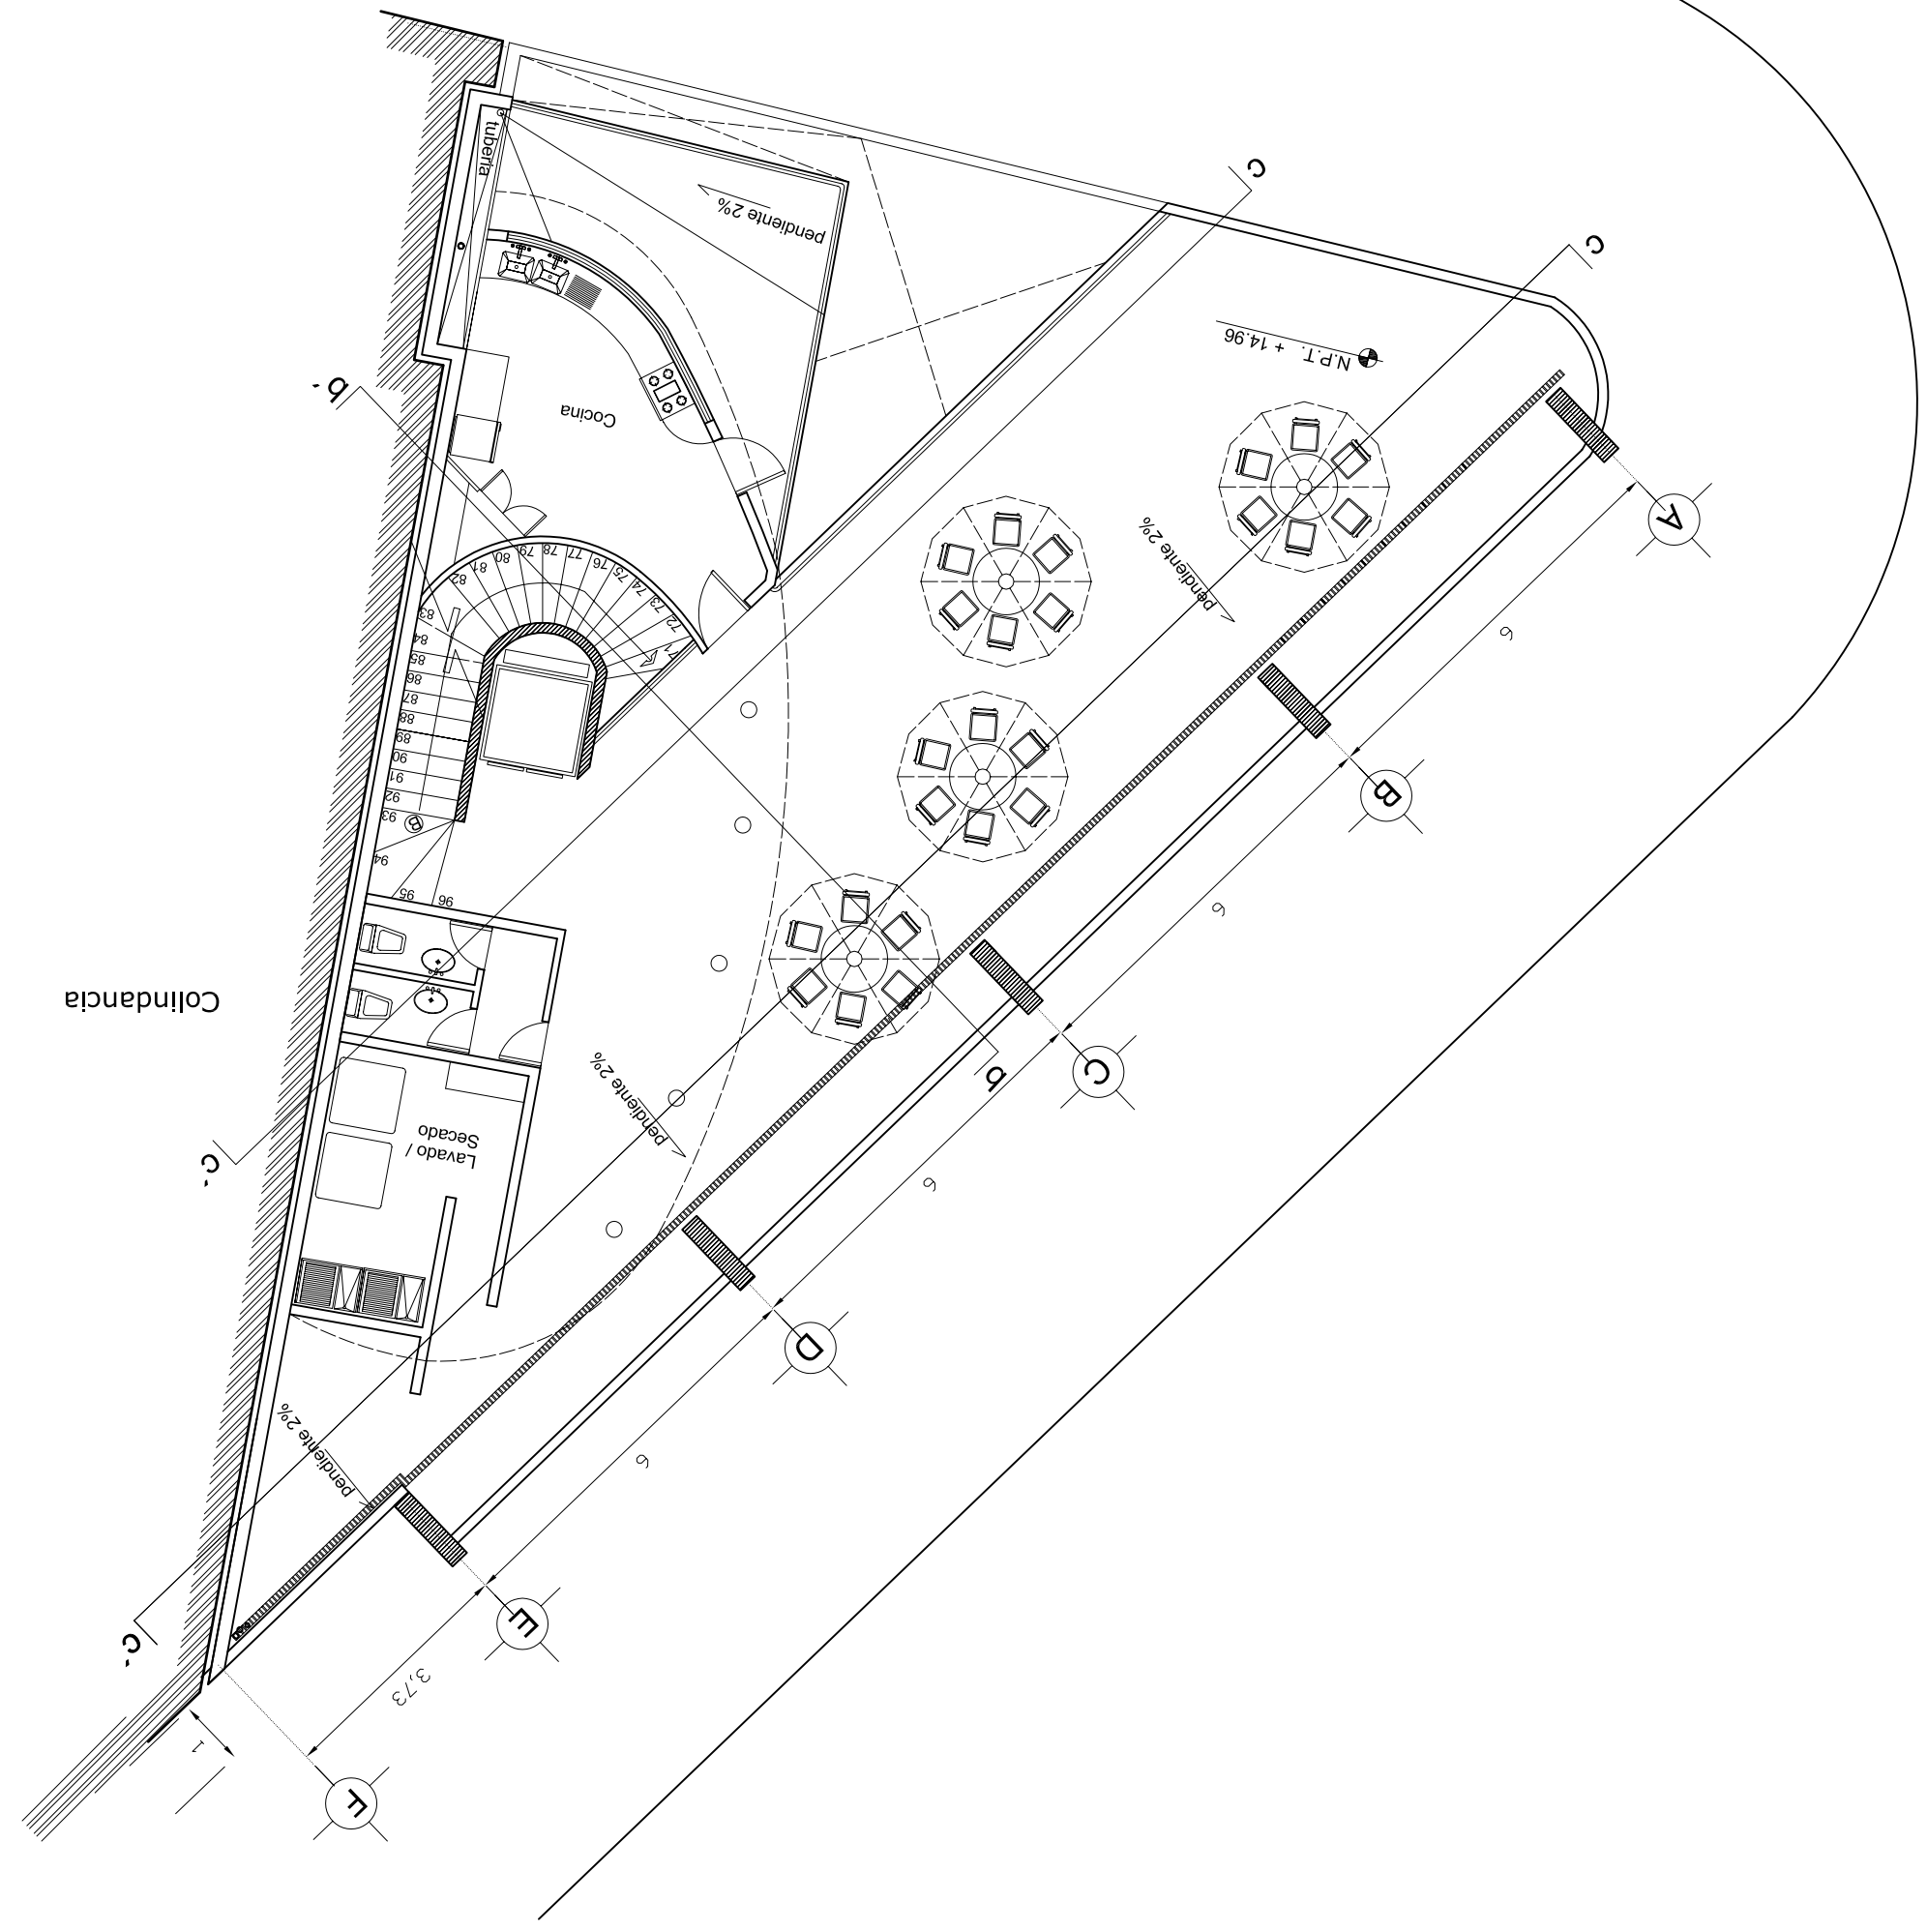 c
c
tuberia
pendiente 2%
N.P.T. + 14.96
b´
Cocina
A
pendiente 2%
6
72
73
74
75
76
77
78
79
80
81
82
83
84
85
86
87
88
89
90
91
92
93
94
95
96
71
B
B
6
Colindancia
pendiente 2%
b
C
Lavado /
Secado
c´
6
D
pendiente 2%
6
E
c´
3,73
1
F